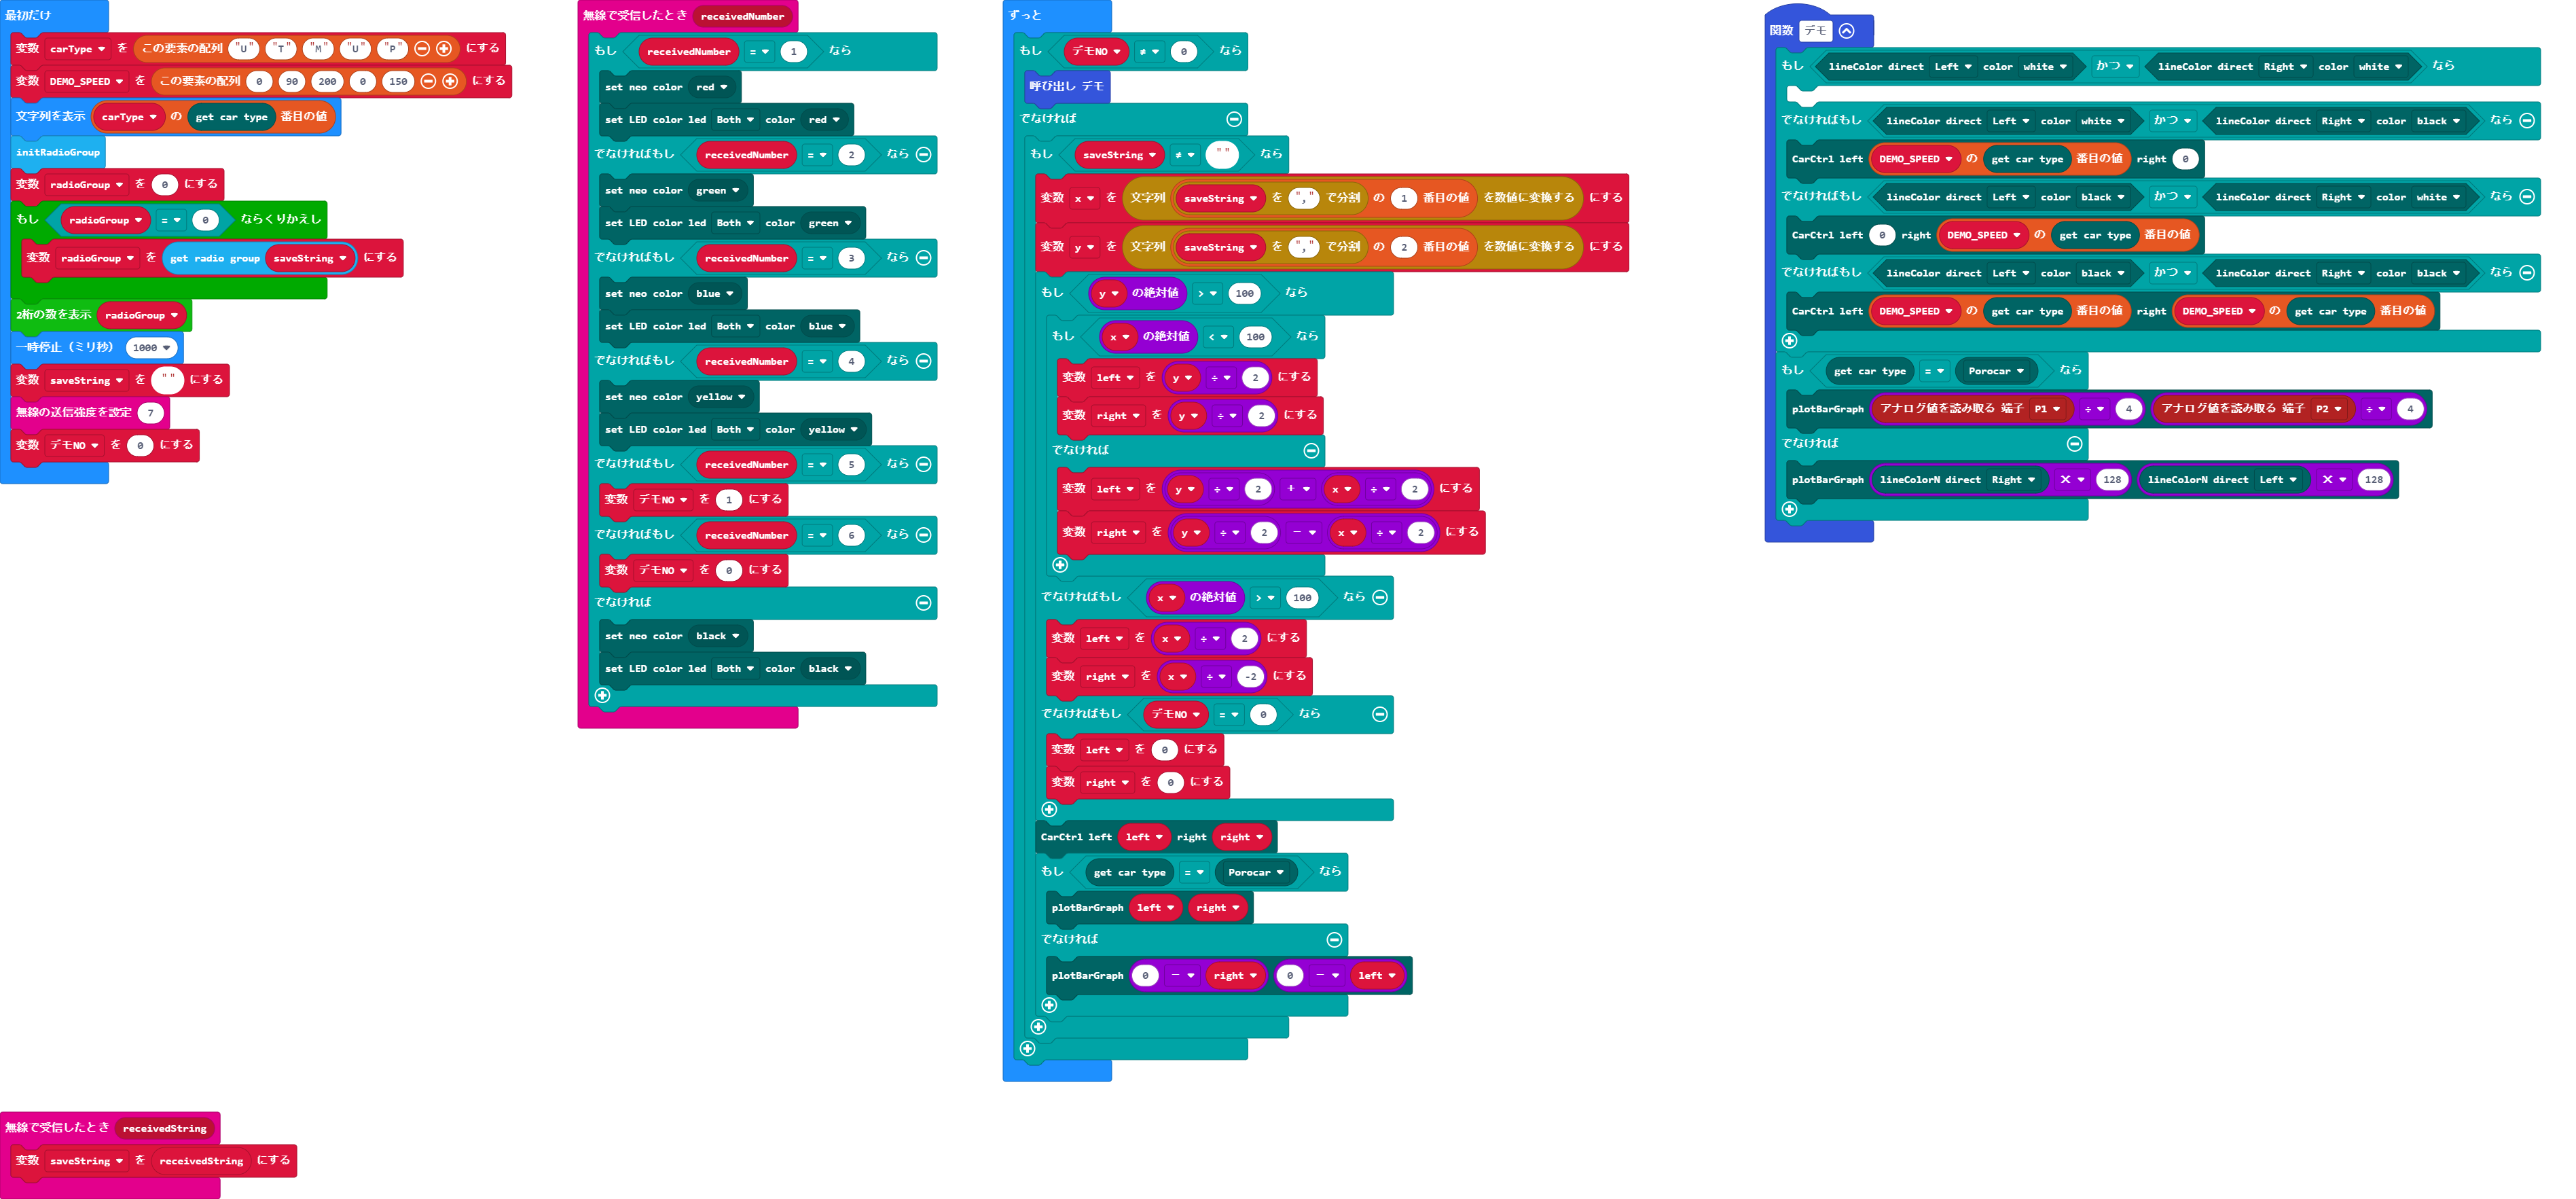 最初だけ
変数 carType を この要素の配列 "U" "T" "M" "U" "P" にする
変数 DEMO_SPEED を この要素の配列 0 90 200 0 150 にする
文字列を表示 carType の get car type 番目の値
initRadioGroup
変数 radioGroup を 0 にする
もし radioGroup = 0 ならくりかえし
変数 radioGroup を get radio group saveString にする
2桁の数を表示 radioGroup
一時停止（ミリ秒） 1000
変数 saveString を "" にする
無線の送信強度を設定 7
変数 デモNO を 0 にする
無線で受信したとき receivedString
変数 saveString を receivedString にする
無線で受信したとき receivedNumber
もし receivedNumber = 1 なら
set neo color red
set LED color led Both color red
でなければもし receivedNumber = 2 なら
set neo color green
set LED color led Both color green
でなければもし receivedNumber = 3 なら
set neo color blue
set LED color led Both color blue
でなければもし receivedNumber = 4 なら
set neo color yellow
set LED color led Both color yellow
でなければもし receivedNumber = 5 なら
変数 デモNO を 1 にする
でなければもし receivedNumber = 6 なら
変数 デモNO を 0 にする
でなければ
set neo color black
set LED color led Both color black
ずっと
もし デモNO ≠ 0 なら
呼び出し デモ
でなければ
もし saveString ≠ "" なら
変数 x を 文字列 saveString を "," で分割 の 1 番目の値 を数値に変換する にする
変数 y を 文字列 saveString を "," で分割 の 2 番目の値 を数値に変換する にする
もし y の絶対値 > 100 なら
もし x の絶対値 < 100 なら
変数 left を y ÷ 2 にする
変数 right を y ÷ 2 にする
でなければ
変数 left を y ÷ 2 + x ÷ 2 にする
変数 right を y ÷ 2 - x ÷ 2 にする
でなければもし x の絶対値 > 100 なら
変数 left を x ÷ 2 にする
変数 right を x ÷ -2 にする
でなければもし デモNO = 0 なら
変数 left を 0 にする
変数 right を 0 にする
CarCtrl left left right right
もし get car type = Porocar なら
plotBarGraph left right
でなければ
plotBarGraph 0 - right 0 - left
関数 デモ
もし lineColor direct Left color white かつ lineColor direct Right color white なら
でなければもし lineColor direct Left color white かつ lineColor direct Right color black なら
CarCtrl left DEMO_SPEED の get car type 番目の値 right 0
でなければもし lineColor direct Left color black かつ lineColor direct Right color white なら
CarCtrl left 0 right DEMO_SPEED の get car type 番目の値
でなければもし lineColor direct Left color black かつ lineColor direct Right color black なら
CarCtrl left DEMO_SPEED の get car type 番目の値 right DEMO_SPEED の get car type 番目の値
もし get car type = Porocar なら
plotBarGraph アナログ値を読み取る 端子 P1 ÷ 4 アナログ値を読み取る 端子 P2 ÷ 4
でなければ
plotBarGraph lineColorN direct Right × 128 lineColorN direct Left × 128